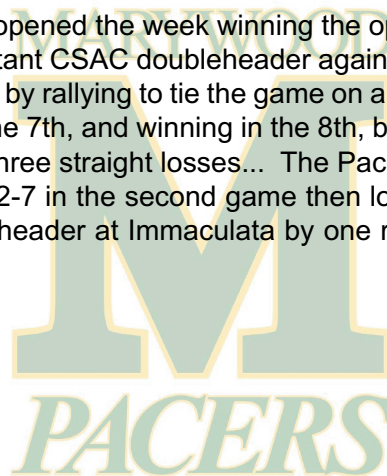 MARYWOOD
opened the week winning the op
tant CSAC doubleheader again
by rallying to tie the game on a
ne 7th, and winning in the 8th, b
hree straight losses... The Pac
2-7 in the second game then lo
header at Immaculata by one r
M
PACERS